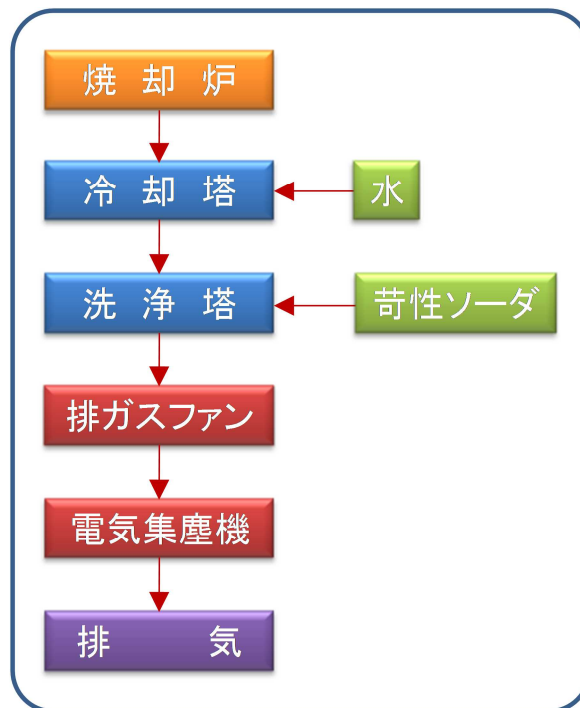 焼却炉
冷却塔
水
洗浄塔
苛性ソーダ
排ガスファン
電気集塵機
排気